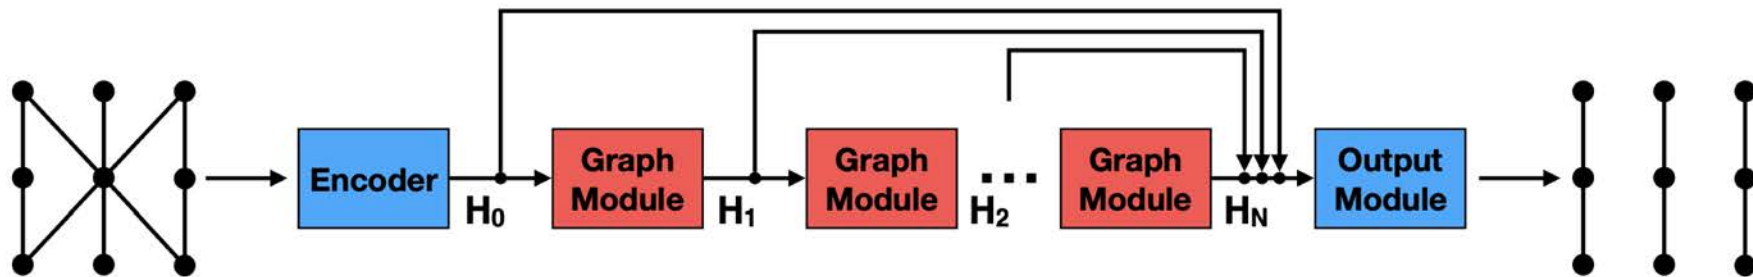 Encoder
H0
Graph
Module
H1
Graph
Module
...
H2
Graph
Module
HN
Output
Module